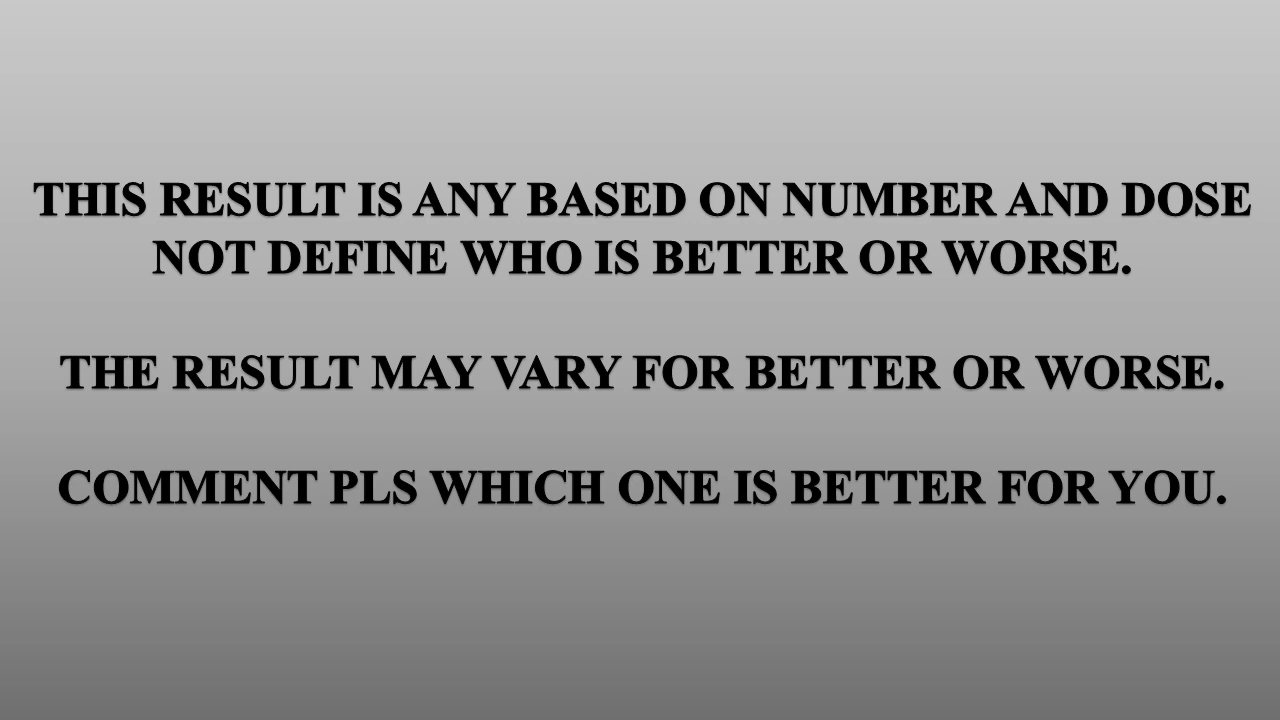 THIS RESULT IS ANY BASED ON NUMBER AND DOSE
NOT DEFINE WHO IS BETTER OR WORSE.
THE RESULT MAY VARY FOR BETTER OR WORSE.
COMMENT PLS WHICH ONE IS BETTER FOR YOU.